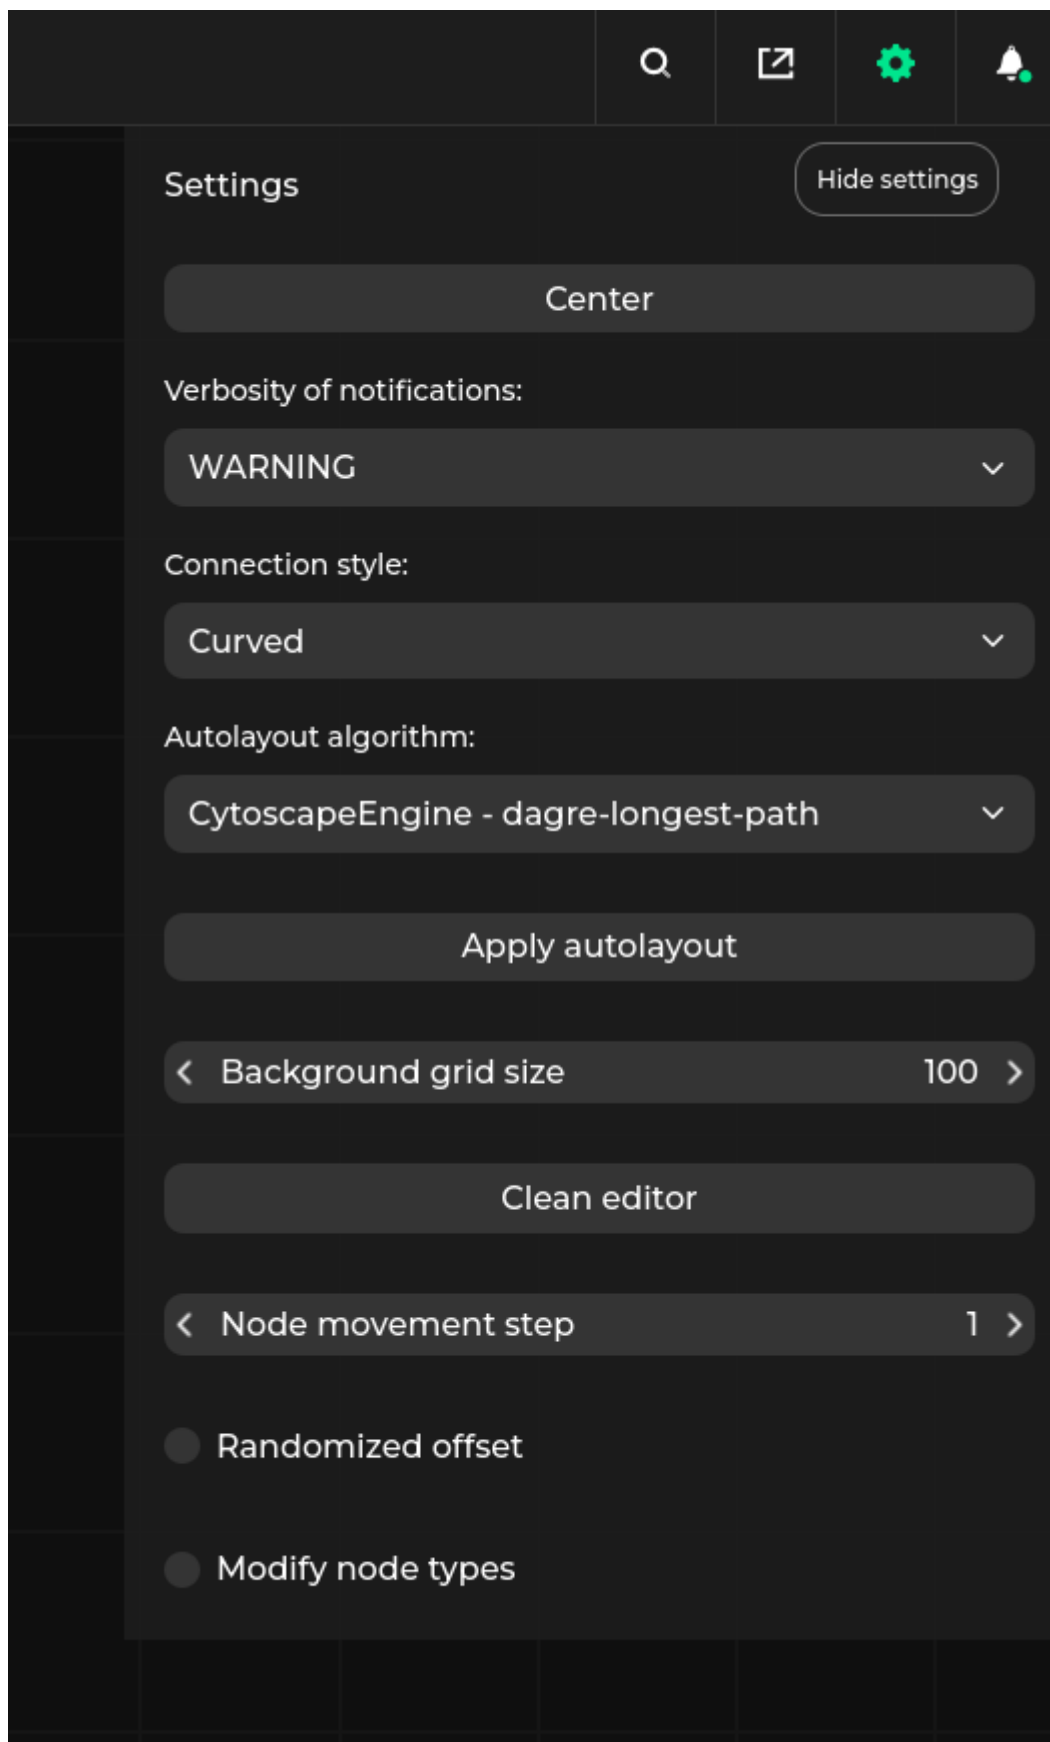 Settings
Hide settings
Center
Verbosity of notifications:
WARNING
Connection style:
Curved
Autolayout algorithm:
CytoscapeEngine - dagre-longest-path
Apply autolayout
Background grid size 100
Clean editor
Node movement step 1
Randomized offset
Modify node types